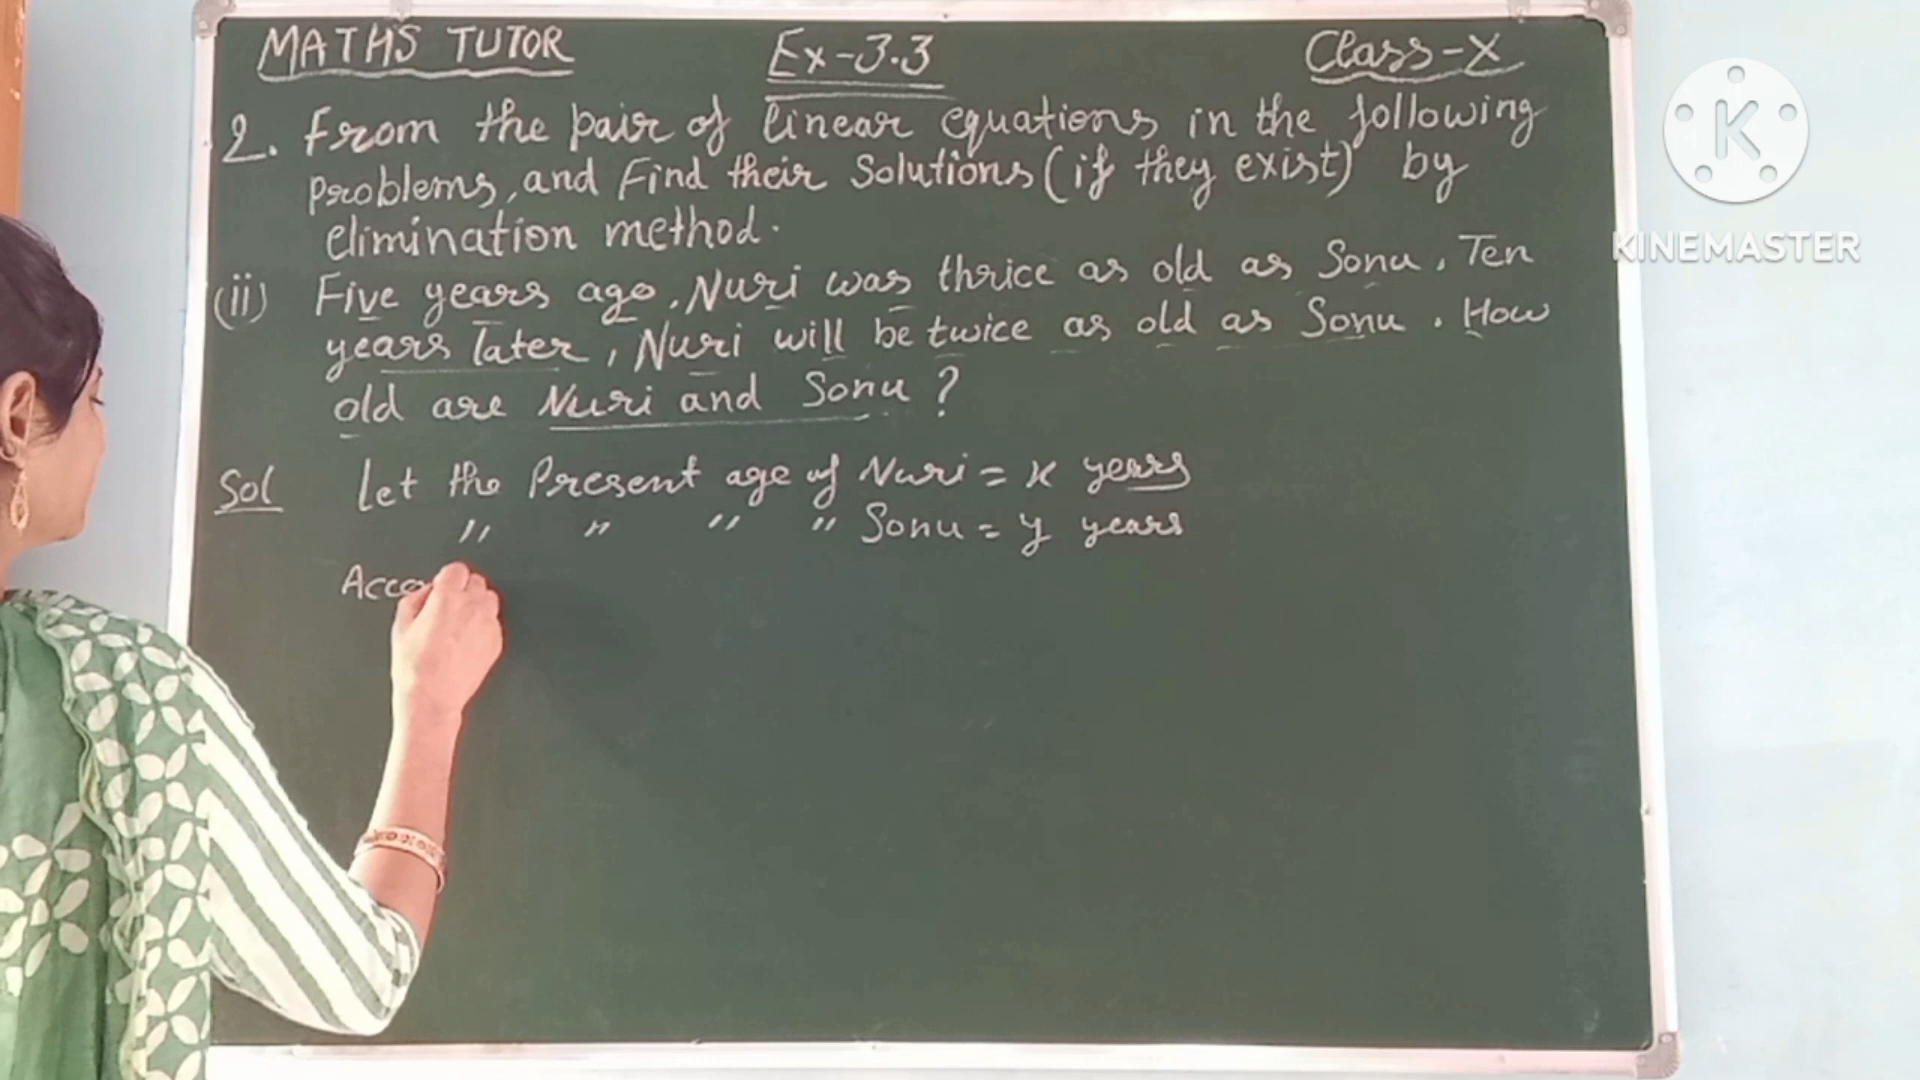 MATHS TUTOR Ex-3.3 Class-X
2. From the pair of linear equations in the following
problems, and Find their Solutions (if they exist) by
elimination method.
(ii) Five years ago, Nuri was thrice as old as Sonu. Ten
years later, Nuri will be twice as old as Sonu. How
old are Nuri and Sonu?
Sol Let the Present age of Nuri = x years
" " " " Sonu = y years
Acco
K
KINEMASTER